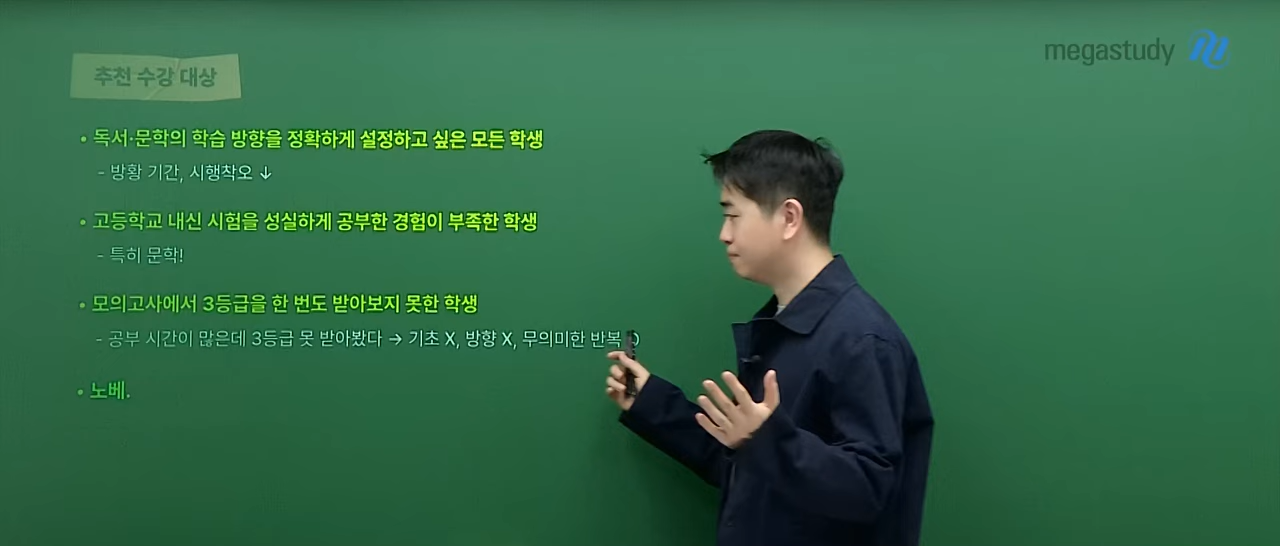 megastudy
추천 수강 대상
• 독서·문학의 학습 방향을 정확하게 설정하고 싶은 모든 학생
- 방황 기간, 시행착오 ↓
• 고등학교 내신 시험을 성실하게 공부한 경험이 부족한 학생
- 특히 문학!
• 모의고사에서 3등급을 한 번도 받아보지 못한 학생
- 공부 시간이 많은데 3등급 못 받아봤다 → 기초 X, 방향 X, 무의미한 반복
• 노베.